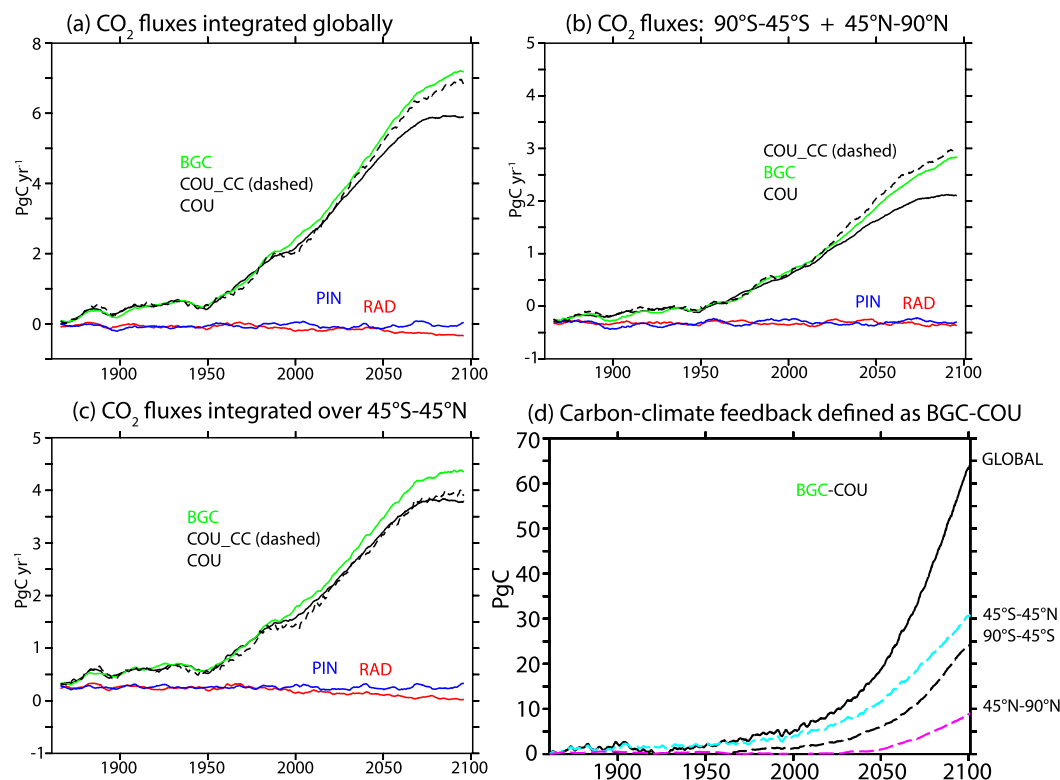 (a) CO2 fluxes integrated globally
8
6
4
2
0
PgC yr-1
BGC
COU_CC (dashed)
COU
PIN
RAD
1900 1950 2000 2050 2100
(b) CO2 fluxes: 90°S-45°S + 45°N-90°N
5
4
3
2
1
0
-1
PgC yr-1
COU_CC (dashed)
BGC
COU
PIN
RAD
1900 1950 2000 2050 2100
(c) CO2 fluxes integrated over 45°S-45°N
5
4
3
2
1
0
-1
PgC yr-1
BGC
COU_CC (dashed)
COU
PIN
RAD
1900 1950 2000 2050 2100
(d) Carbon-climate feedback defined as BGC-COU
70
60
50
40
30
20
10
0
PgC
BGC-COU
GLOBAL
45°S-45°N
90°S-45°S
45°N-90°N
1900 1950 2000 2050 2100